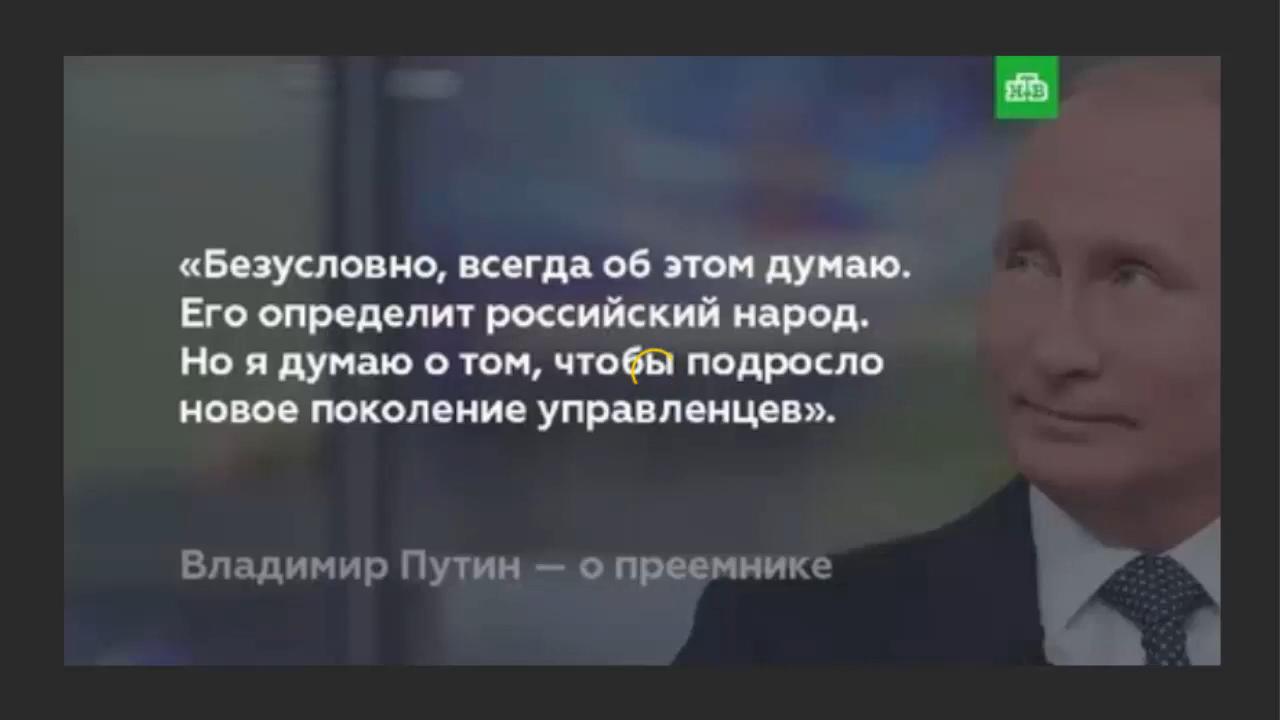 НТВ
«Безусловно, всегда об этом думаю.
Его определит российский народ.
Но я думаю о том, чтобы подросло
новое поколение управленцев».
Владимир Путин — о преемнике